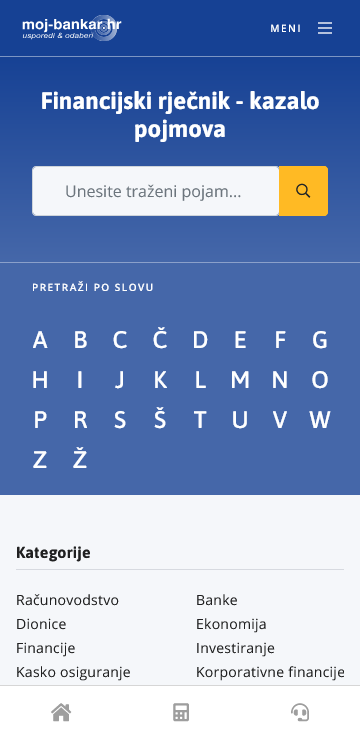 moj-bankar.hr
usporedi & odaberi
MENI
Financijski rječnik - kazalo
pojmova
Unesite traženi pojam...
PRETRAŽI PO SLOVU
A B C Č D E F G
H I J K L M N O
P R S Š T U V W
Z Ž
Kategorije
Računovodstvo Banke
Dionice Ekonomija
Financije Investiranje
Kasko osiguranje Korporativne financije